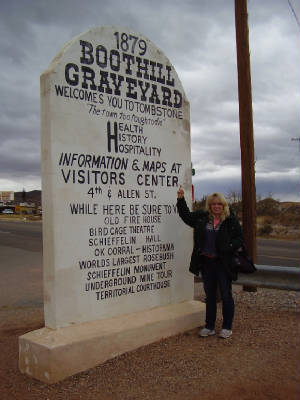 1879
BOOTHILL
GRAVEYARD
WELCOMES YOU TO TOMBSTONE
"The town too tough to die"
HEALTH
HISTORY
HOSPITALITY
INFORMATION & MAPS AT
VISITORS CENTER
4th & ALLEN ST.
WHILE HERE BE SURE TO V
OLD FIRE HOUSE
BIRD CAGE THEATRE
SCHIEFFELIN HALL
OK CORRAL - HISTORAMA
WORLDS LARGEST ROSEBUSH
SCHIEFFELIN MONUMENT
UNDERGROUND MINE TOUR
TERRITORIAL COURTHOUSE